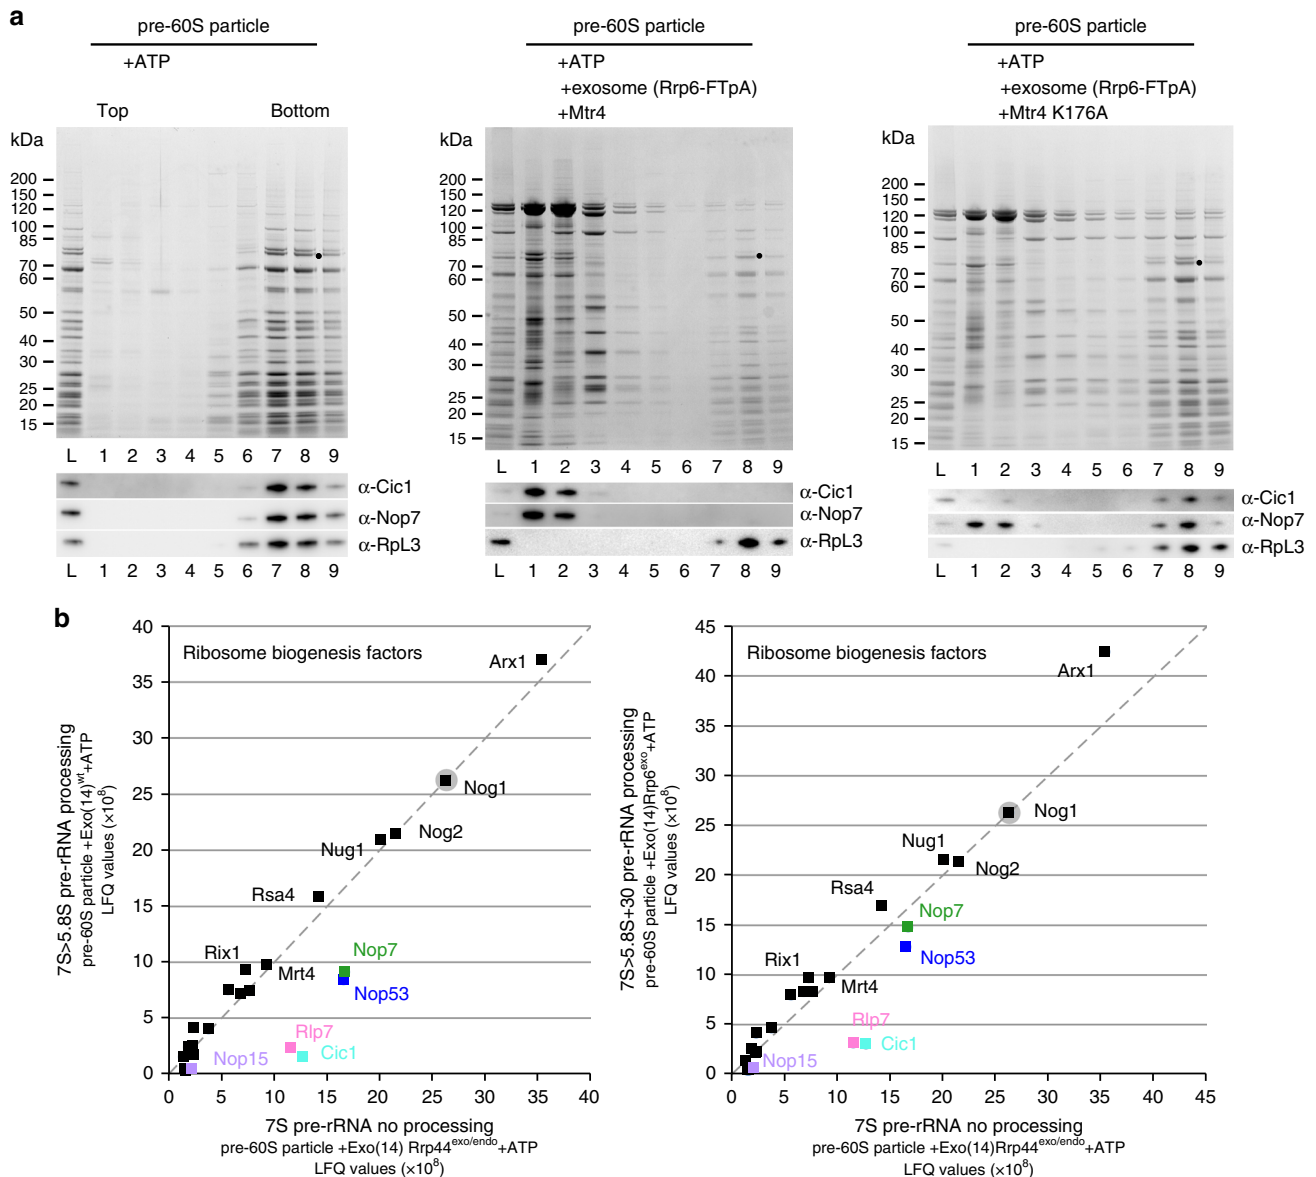 a
pre-60S particle
+ATP
Top
Bottom
kDa
200
150
120
100
85
70
60
50
40
30
25
20
15
L 1 2 3 4 5 6 7 8 9
α-Cic1
α-Nop7
α-RpL3
L 1 2 3 4 5 6 7 8 9
pre-60S particle
+ATP
+exosome (Rrp6-FTpA)
+Mtr4
kDa
200
150
120
100
85
70
60
50
40
30
25
20
15
L 1 2 3 4 5 6 7 8 9
α-Cic1
α-Nop7
α-RpL3
L 1 2 3 4 5 6 7 8 9
pre-60S particle
+ATP
+exosome (Rrp6-FTpA)
+Mtr4 K176A
kDa
200
150
120
100
85
70
60
50
40
30
25
20
15
L 1 2 3 4 5 6 7 8 9
α-Cic1
α-Nop7
α-RpL3
L 1 2 3 4 5 6 7 8 9
b
Ribosome biogenesis factors
7S>5.8S pre-rRNA processing
pre-60S particle +Exo(14)wt+ATP
LFQ values (×10⁸)
40
35
30
25
20
15
10
5
0
Arx1
Nog1
Nog2
Nug1
Rsa4
Rix1
Mrt4
Nop7
Nop53
Rlp7
Cic1
Nop15
0 5 10 15 20 25 30 35 40
7S pre-rRNA no processing
pre-60S particle +Exo(14) Rrp44exo/endo+ATP
LFQ values (×10⁸)
Ribosome biogenesis factors
7S>5.8S+30 pre-rRNA processing
pre-60S particle +Exo(14)Rrp6exo+ATP
LFQ values (×10⁸)
45
40
35
30
25
20
15
10
5
0
Arx1
Nog1
Nug1
Nog2
Rsa4
Nop7
Nop53
Rix1
Mrt4
Rlp7
Cic1
Nop15
0 5 10 15 20 25 30 35 40 45
7S pre-rRNA no processing
pre-60S particle +Exo(14)Rrp44exo/endo+ATP
LFQ values (×10⁸)